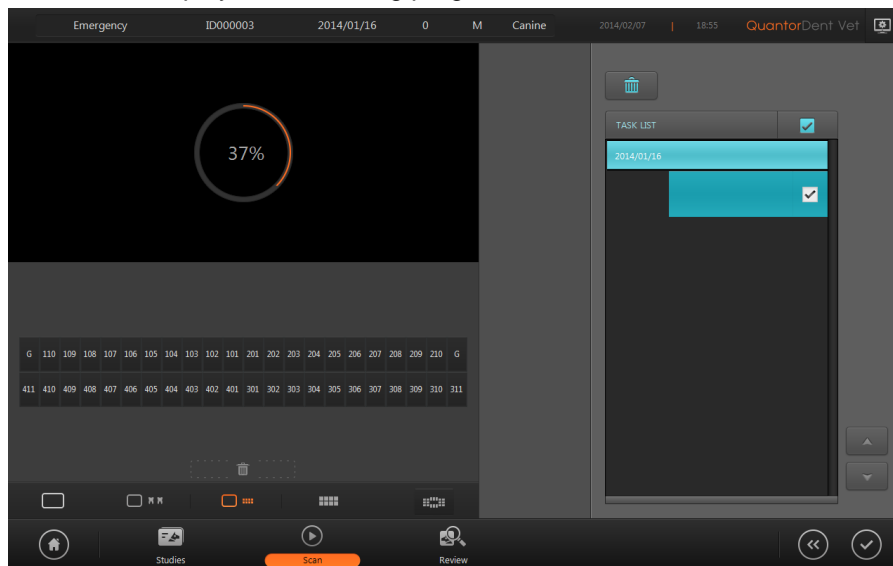 Emergency ID000003 2014/01/16 0 M Canine 2014/02/07 | 18:55 QuantorDent Vet
37%
TASK LIST
2014/01/16
G 110 109 108 107 106 105 104 103 102 101 201 202 203 204 205 206 207 208 209 210 G
411 410 409 408 407 406 405 404 403 402 401 301 302 303 304 305 306 307 308 309 310 311
Studies Scan Review